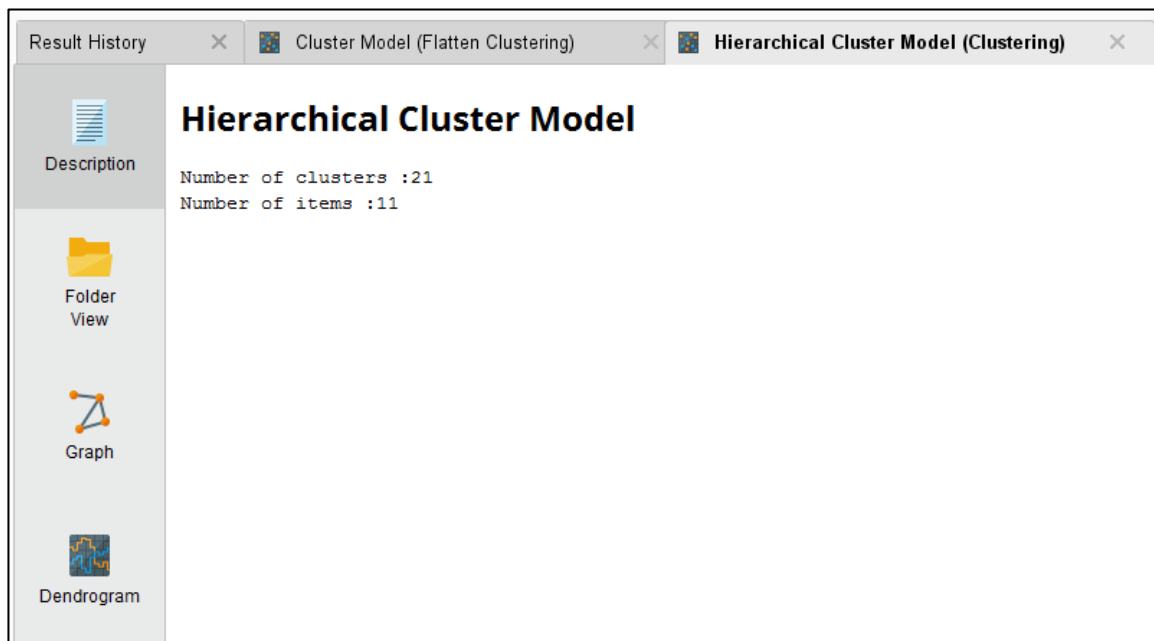 Result History
Cluster Model (Flatten Clustering)
Hierarchical Cluster Model (Clustering)
Description
Hierarchical Cluster Model
Number of clusters :21
Number of items :11
Folder
View
Graph
Dendrogram